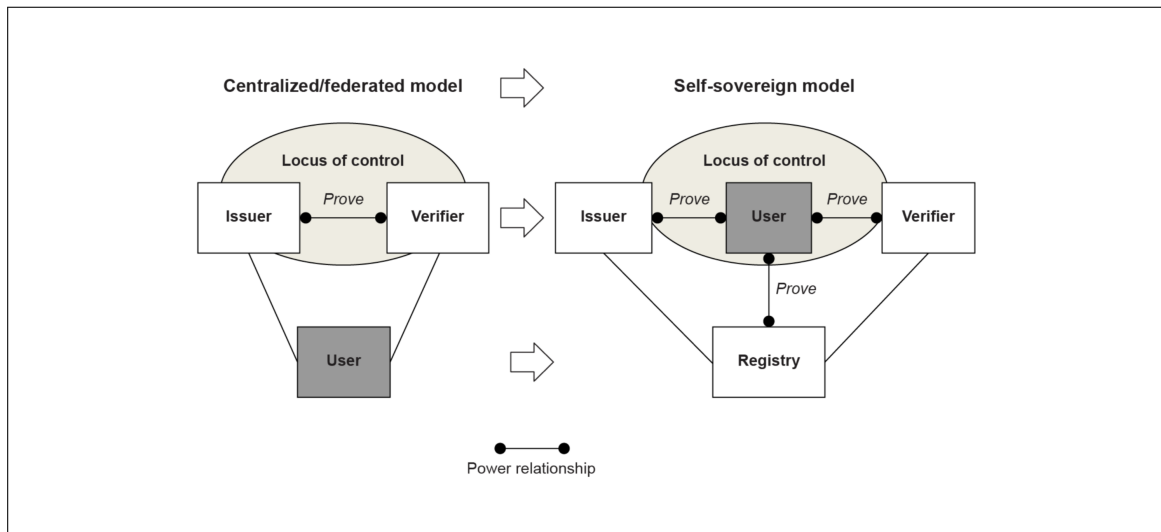 Centralized/federated model
Self-sovereign model
Locus of control
Locus of control
Issuer
Prove
Verifier
Issuer
Prove
User
Prove
Verifier
Prove
User
Registry
Power relationship